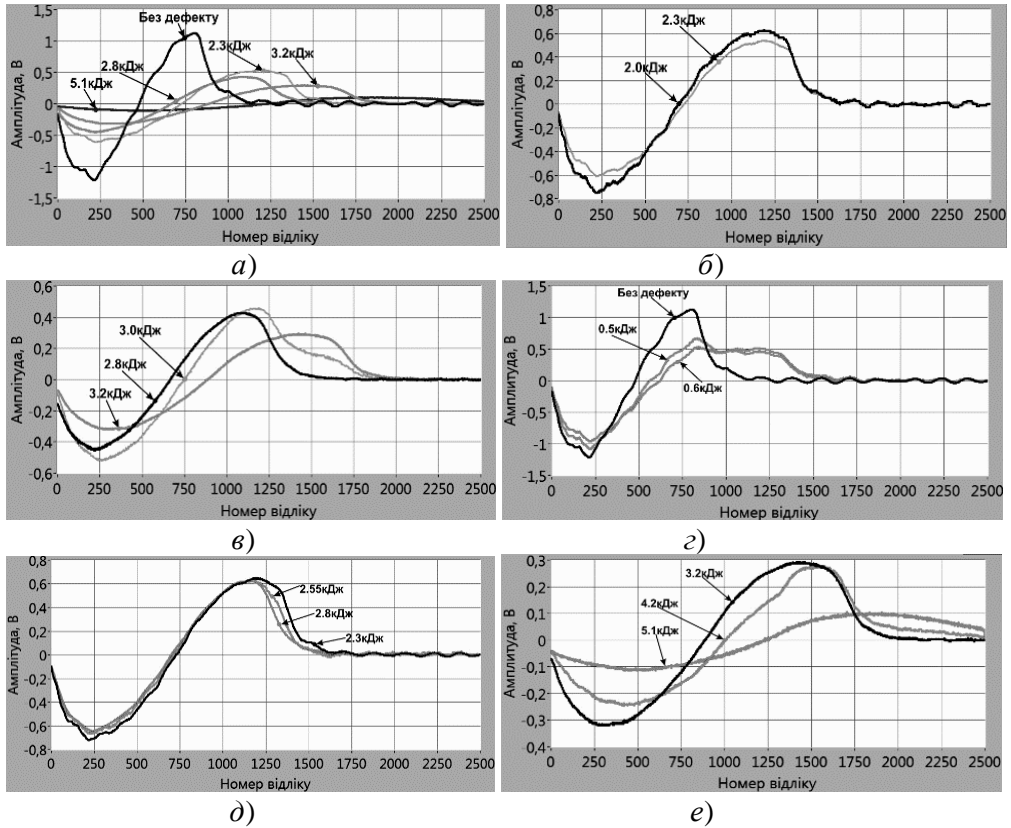 1,5
1
0,5
0
-0,5
-1
-1,5
Амплітуда, В
Без дефекту
2.3кДж
2.8кДж
3.2кДж
5.1кДж
0 250 500 750 1000 1250 1500 1750 2000 2250 2500
Номер відліку
а)
0,8
0,6
0,4
0,2
0
-0,2
-0,4
-0,6
-0,8
Амплітуда, В
2.3кДж
2.0кДж
0 250 500 750 1000 1250 1500 1750 2000 2250 2500
Номер відліку
б)
0,6
0,4
0,2
0
-0,2
-0,4
-0,6
Амплітуда, В
3.0кДж
2.8кДж
3.2кДж
0 250 500 750 1000 1250 1500 1750 2000 2250 2500
Номер відліку
в)
1,5
1
0,5
0
-0,5
-1
-1,5
Амплитуда, В
Без дефекту
0.5кДж
0.6кДж
0 250 500 750 1000 1250 1500 1750 2000 2250 2500
Номер відліку
г)
0,8
0,6
0,4
0,2
0
0,2
0,4
-0,6
-0,8
Амплітуда, В
2.55кДж
2.8кДж
2.3кДж
0 250 500 750 1000 1250 1500 1750 2000 2250 2500
Номер відліку
д)
0,3
0,2
0,1
0
-0,1
-0,2
-0,3
0,4
Амплитуда, В
3.2кДж
4.2кДж
5.1кДж
0 250 500 750 1000 1250 1500 1750 2000 2250 2500
Номер відліку
е)